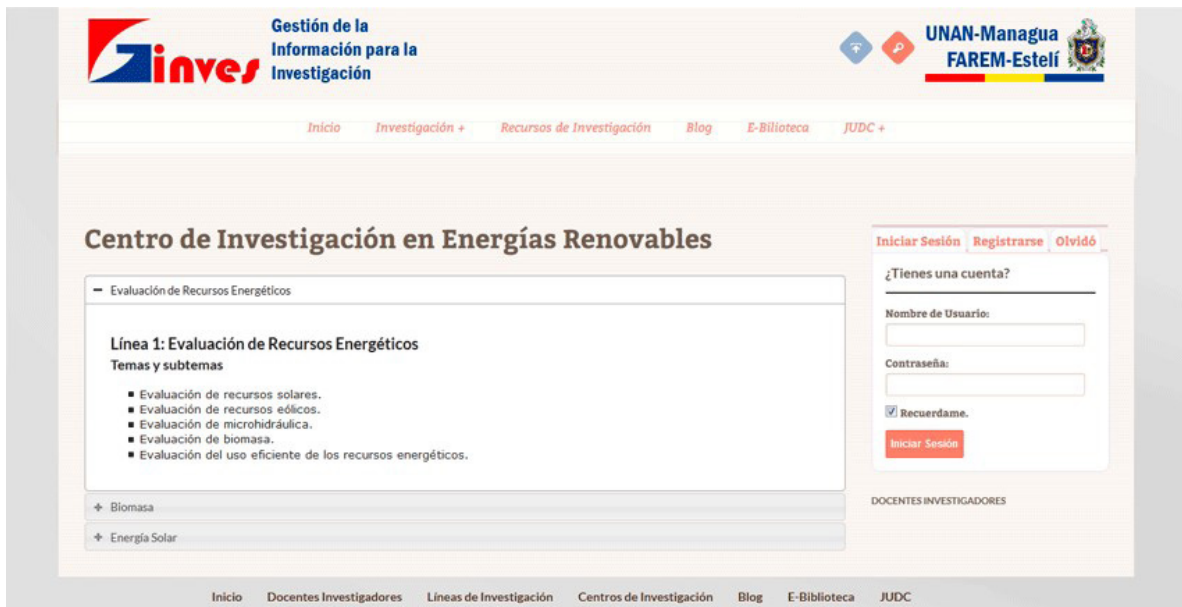 Ginves
Gestión de la
Información para la
Investigación
UNAN-Managua
FAREM-Estelí
Inicio Investigación + Recursos de Investigación Blog E-Bilioteca JUDC +
Centro de Investigación en Energías Renovables
Evaluación de Recursos Energéticos
Línea 1: Evaluación de Recursos Energéticos
Temas y subtemas
Evaluación de recursos solares.
Evaluación de recursos eólicos.
Evaluación de microhidráulica.
Evaluación de biomasa.
Evaluación del uso eficiente de los recursos energéticos.
Biomasa
Energía Solar
Iniciar Sesión Registrarse Olvidó
¿Tienes una cuenta?
Nombre de Usuario:
Contraseña:
Recuerdame.
Iniciar Sesión
DOCENTES INVESTIGADORES
Inicio Docentes Investigadores Líneas de Investigación Centros de Investigación Blog E-Biblioteca JUDC